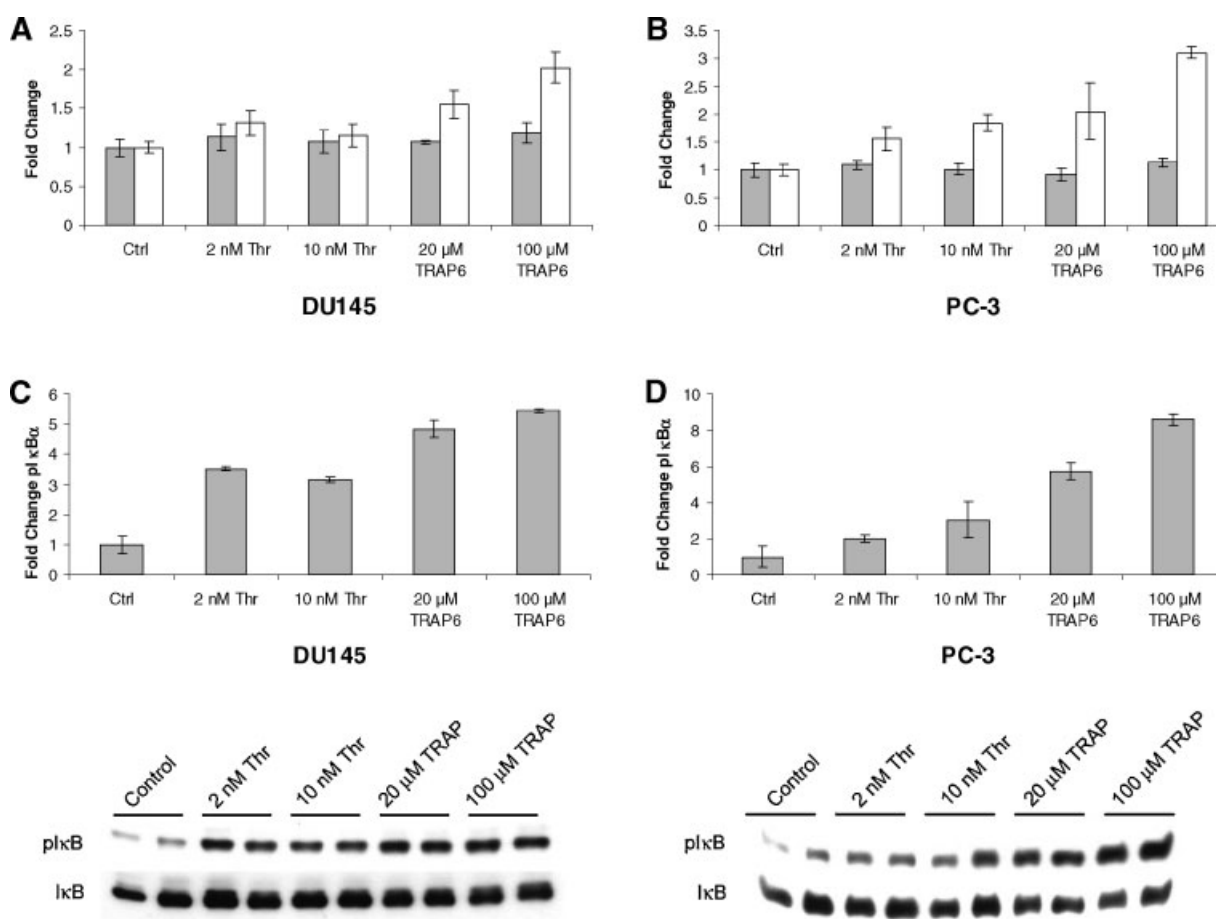 A
Fold Change
2.5
2
1.5
1
0.5
0
Ctrl 2 nM Thr 10 nM Thr 20 µM 100 µM
TRAP6 TRAP6
DU145
B
Fold Change
3.5
3
2.5
2
1.5
1
0.5
0
Ctrl 2 nM Thr 10 nM Thr 20 µM 100 µM
TRAP6 TRAP6
PC-3
C
Fold Change pI κBα
6
5
4
3
2
1
0
Ctrl 2 nM Thr 10 nM Thr 20 µM 100 µM
TRAP6 TRAP6
DU145
D
Fold Change pI κBα
10
8
6
4
2
0
Ctrl 2 nM Thr 10 nM Thr 20 µM 100 µM
TRAP6 TRAP6
PC-3
Control 2 nM Thr 10 nM Thr 20 µM TRAP 100 µM TRAP
pIκB
IκB
Control 2 nM Thr 10 nM Thr 20 µM TRAP 100 µM TRAP
pIκB
IκB